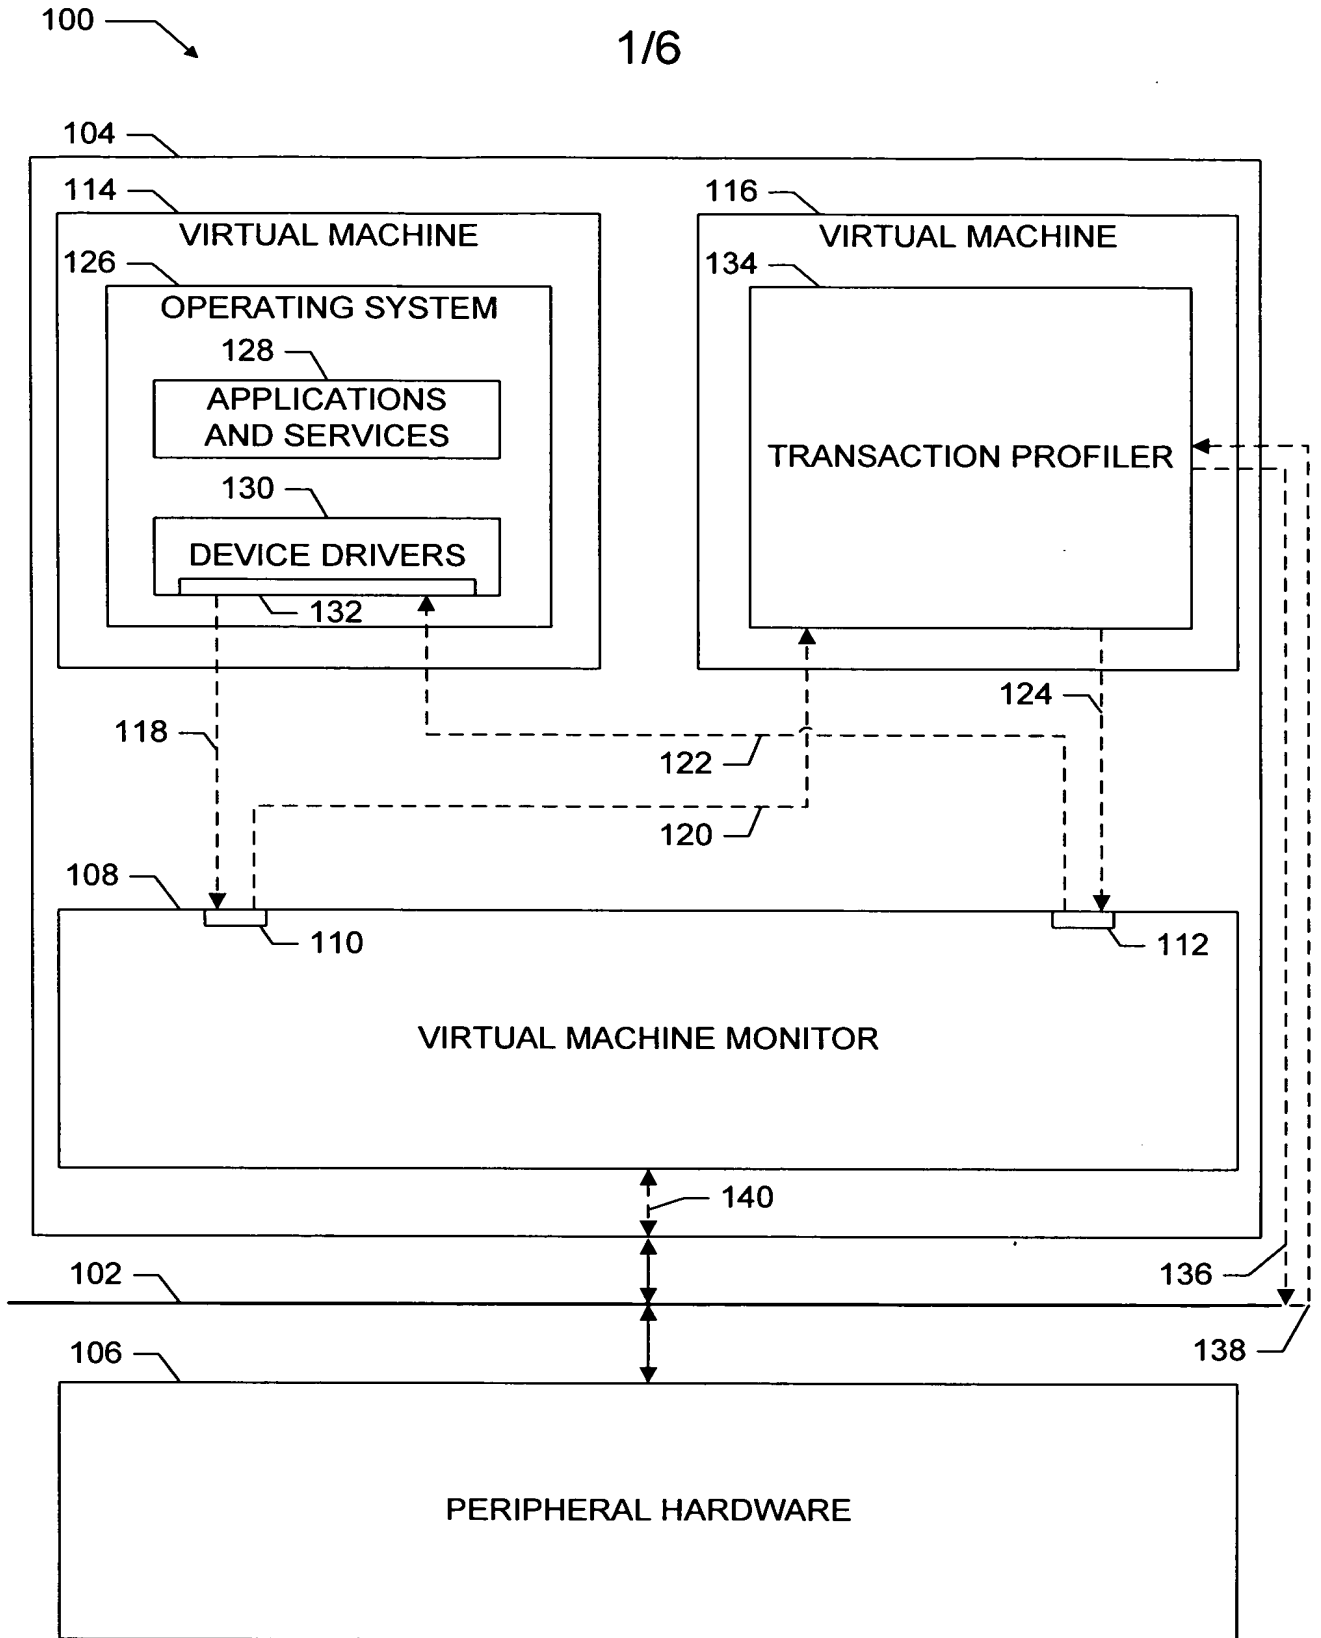 100
1/6
104
114
116
VIRTUAL MACHINE
VIRTUAL MACHINE
126
134
OPERATING SYSTEM
128
APPLICATIONS
AND SERVICES
TRANSACTION PROFILER
130
DEVICE DRIVERS
132
124
118
122
120
108
110
112
VIRTUAL MACHINE MONITOR
140
136
102
138
106
PERIPHERAL HARDWARE